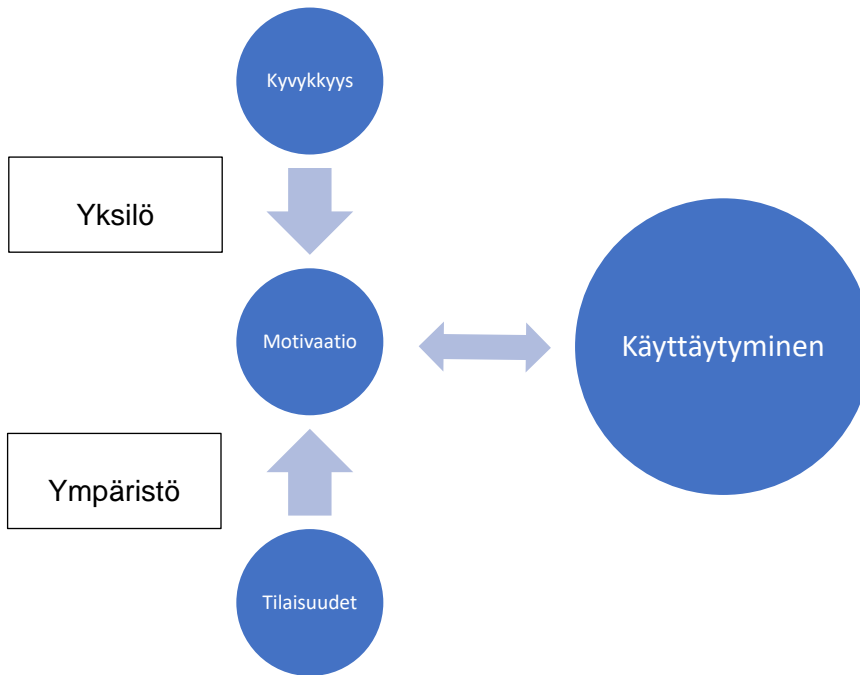 Kyvykkyys
Yksilö
Motivaatio
Käyttäytyminen
Ympäristö
Tilaisuudet